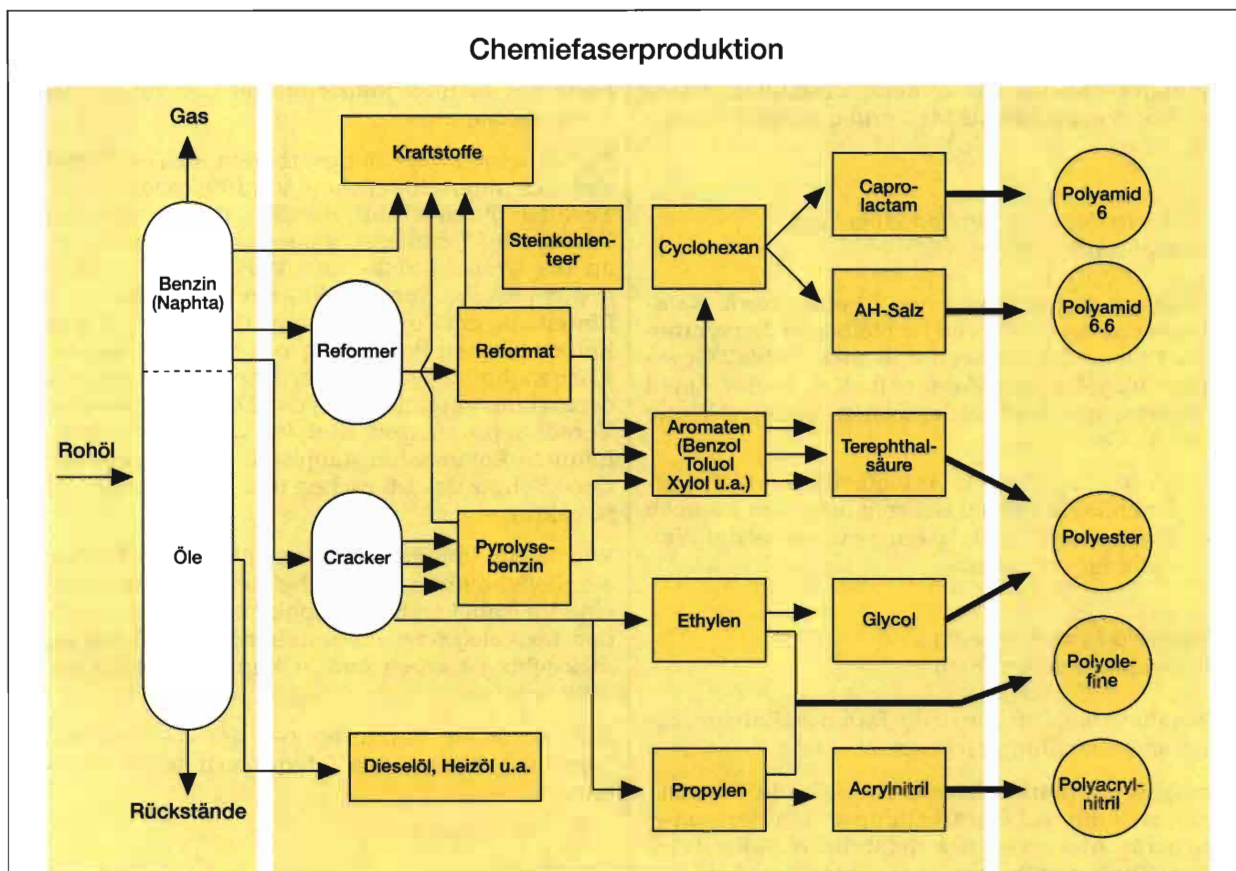 Chemiefaserproduktion
Gas
Benzin
(Naphta)
Rohöl
Öle
Rückstände
Kraftstoffe
Steinkohlen-
teer
Reformer
Reformat
Cracker
Pyrolyse-
benzin
Dieselöl, Heizöl u.a.
Cyclohexan
Aromaten
(Benzol
Toluol
Xylol u.a.)
Ethylen
Propylen
Capro-
lactam
AH-Salz
Terephthal-
säure
Glycol
Acrylnitril
Polyamid
6
Polyamid
6.6
Polyester
Polyole-
fine
Polyacryl-
nitril